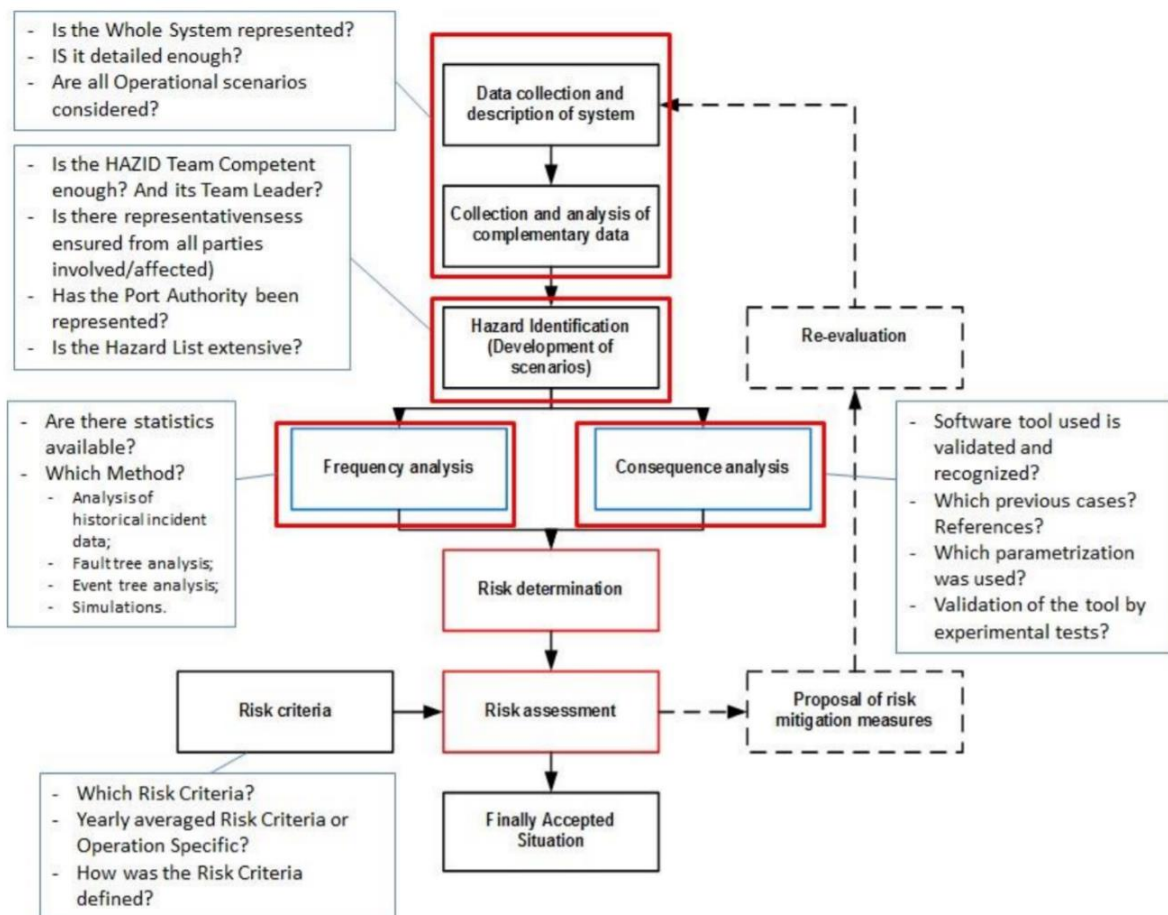 - Is the Whole System represented?
- IS it detailed enough?
- Are all Operational scenarios
considered?
Data collection and
description of system
- Is the HAZID Team Competent
enough? And its Team Leader?
- Is there representativensess
ensured from all parties
involved/affected)
- Has the Port Authority been
represented?
- Is the Hazard List extensive?
Collection and analysis of
complementary data
Hazard Identification
(Development of
scenarios)
Re-evaluation
- Are there statistics
available?
- Which Method?
- Analysis of
historical incident
data;
- Fault tree analysis;
- Event tree analysis;
- Simulations.
Frequency analysis
Consequence analysis
- Software tool used is
validated and
recognized?
- Which previous cases?
References?
- Which parametrization
was used?
- Validation of the tool by
experimental tests?
Risk determination
Risk criteria
Risk assessment
Proposal of risk
mitigation measures
- Which Risk Criteria?
- Yearly averaged Risk Criteria or
Operation Specific?
- How was the Risk Criteria
defined?
Finally Accepted
Situation